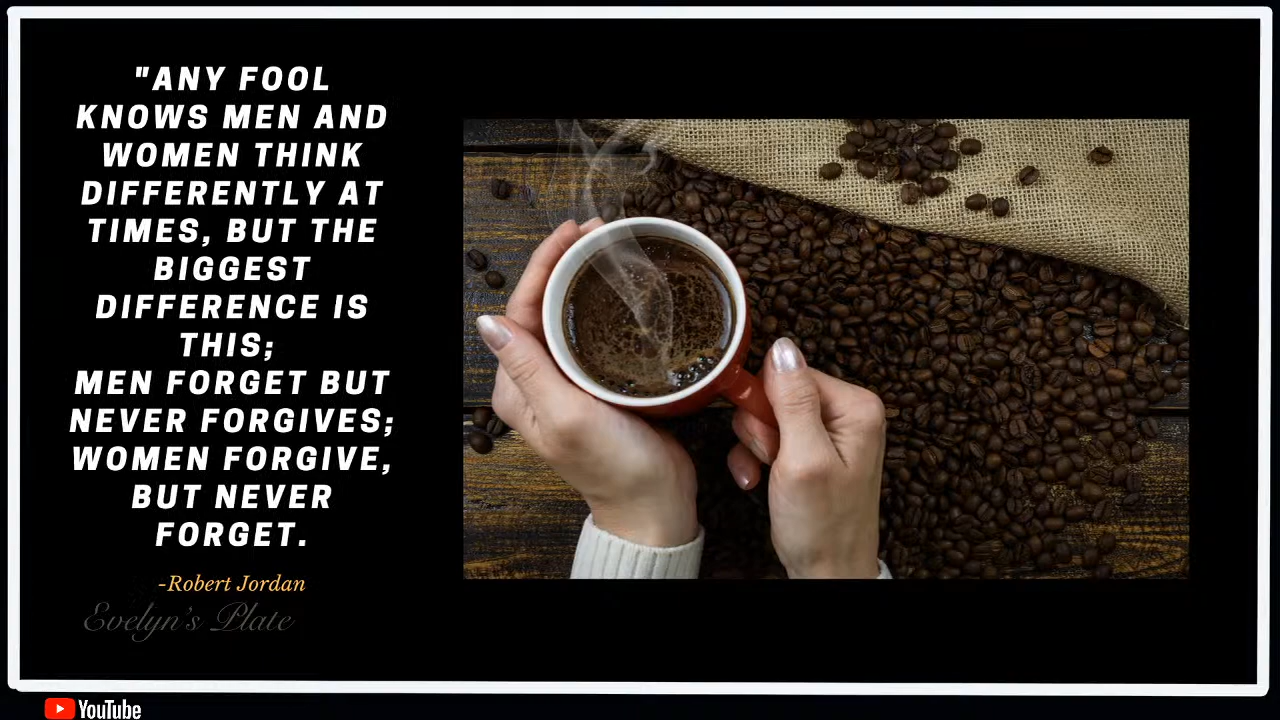 "ANY FOOL
KNOWS MEN AND
WOMEN THINK
DIFFERENTLY AT
TIMES, BUT THE
BIGGEST
DIFFERENCE IS
THIS;
MEN FORGET BUT
NEVER FORGIVES;
WOMEN FORGIVE,
BUT NEVER
FORGET.
-Robert Jordan
Evelyn's Plate
YouTube